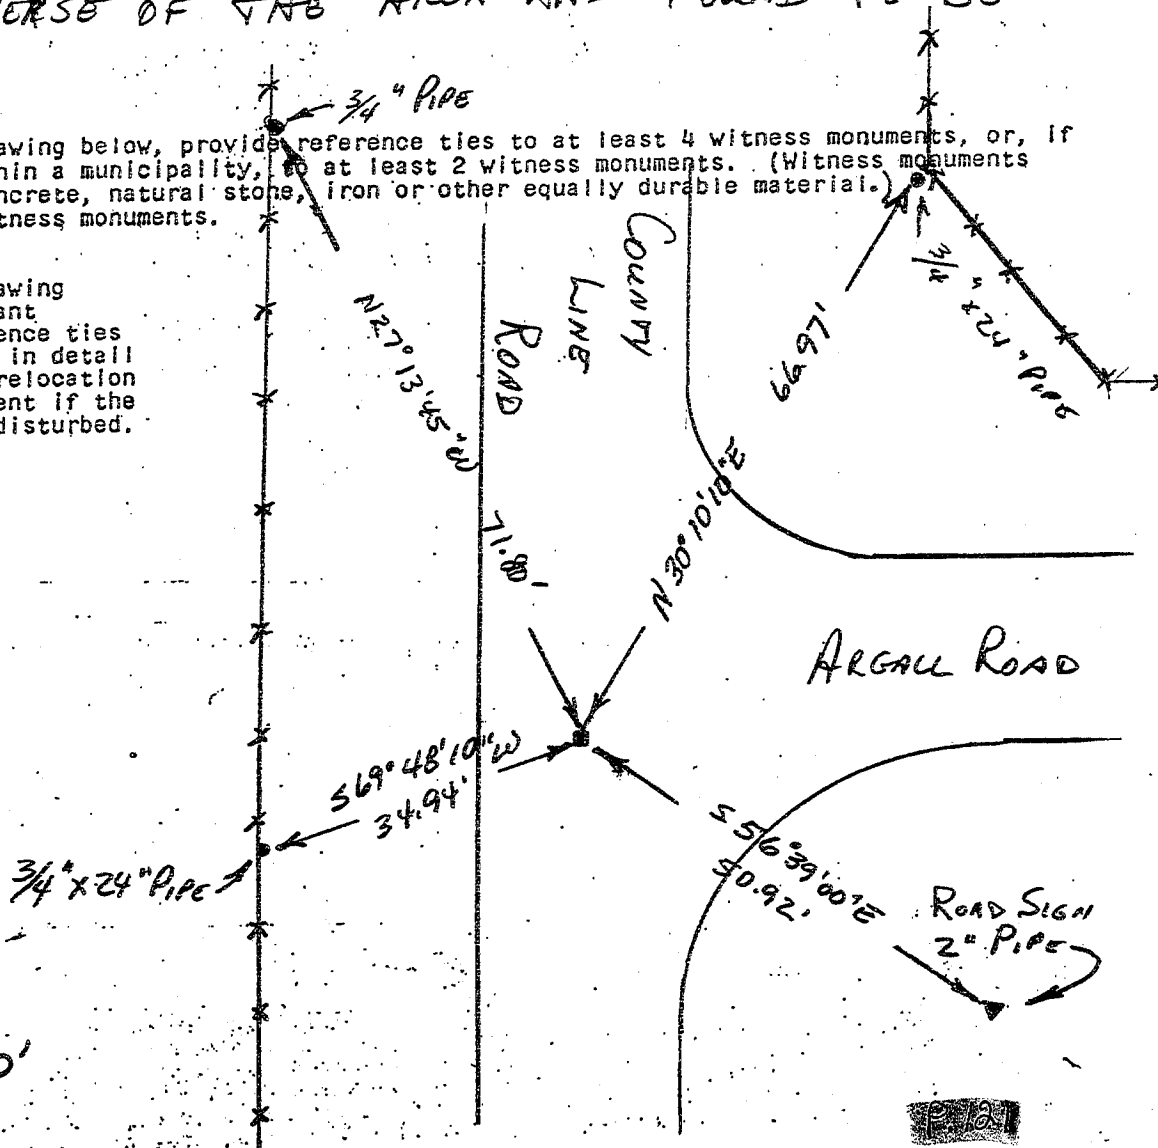 OF THE AREA AND
3/4" PIPE
awing below, provide reference ties to at least 4 witness monuments, or, if
hin a municipality, to at least 2 witness monuments. (Witness monuments
ncrete, natural stone, iron or other equally durable material.)
tness monuments.
awing
ant
ence ties
in detail
relocation
ent if the
disturbed.
COUNTY
LINE
ROAD
N27°13'45"W
71.80'
66.97'
N30°10'10"E
3/4" x 24" PIPE
ARGALL ROAD
S69°48'10"W
34.94'
3/4" x 24" PIPE
S56°39'00"E
50.92'
ROAD SIGN
2" PIPE
P.121